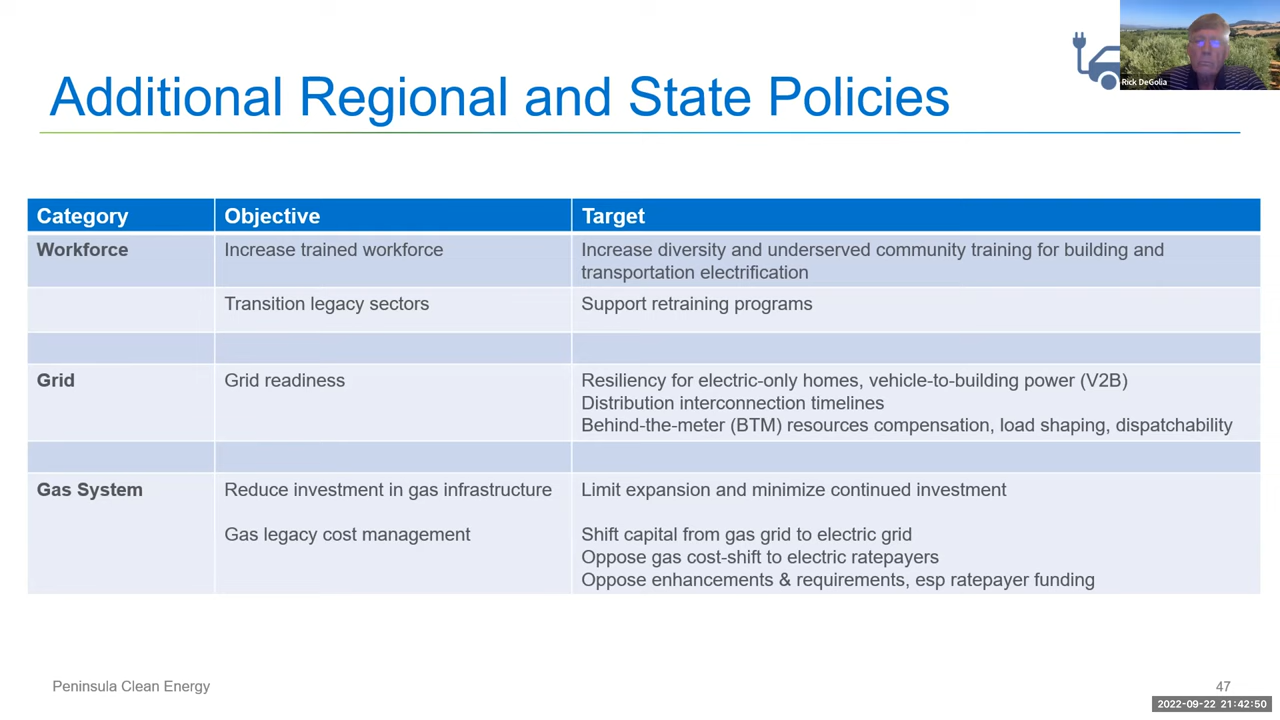 Additional Regional and State Policies
Rick DeGolia
Category Objective Target
Workforce Increase trained workforce Increase diversity and underserved community training for building and
transportation electrification
Transition legacy sectors Support retraining programs
Grid Grid readiness Resiliency for electric-only homes, vehicle-to-building power (V2B)
Distribution interconnection timelines
Behind-the-meter (BTM) resources compensation, load shaping, dispatchability
Gas System Reduce investment in gas infrastructure Limit expansion and minimize continued investment
Gas legacy cost management Shift capital from gas grid to electric grid
Oppose gas cost-shift to electric ratepayers
Oppose enhancements & requirements, esp ratepayer funding
Peninsula Clean Energy 47
2022-09-22 21:42:50